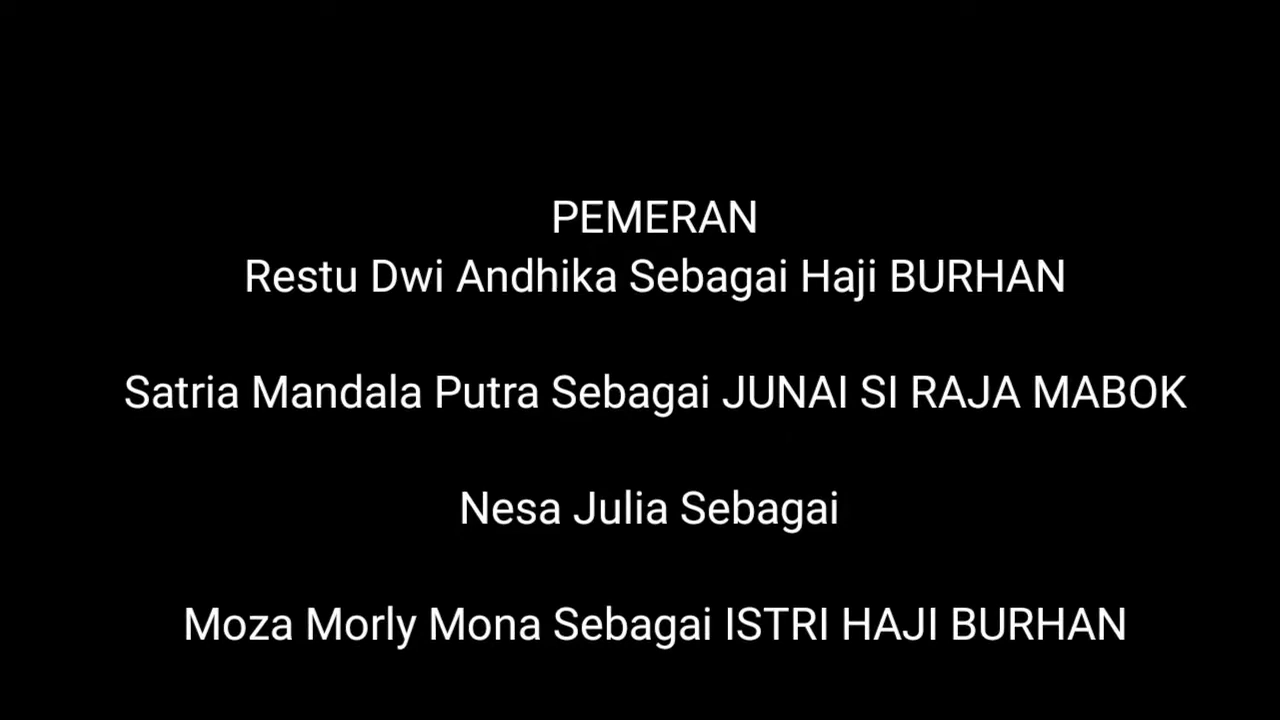 PEMERAN
Restu Dwi Andhika Sebagai Haji BURHAN
Satria Mandala Putra Sebagai JUNAI SI RAJA MABOK
Nesa Julia Sebagai
Moza Morly Mona Sebagai ISTRI HAJI BURHAN